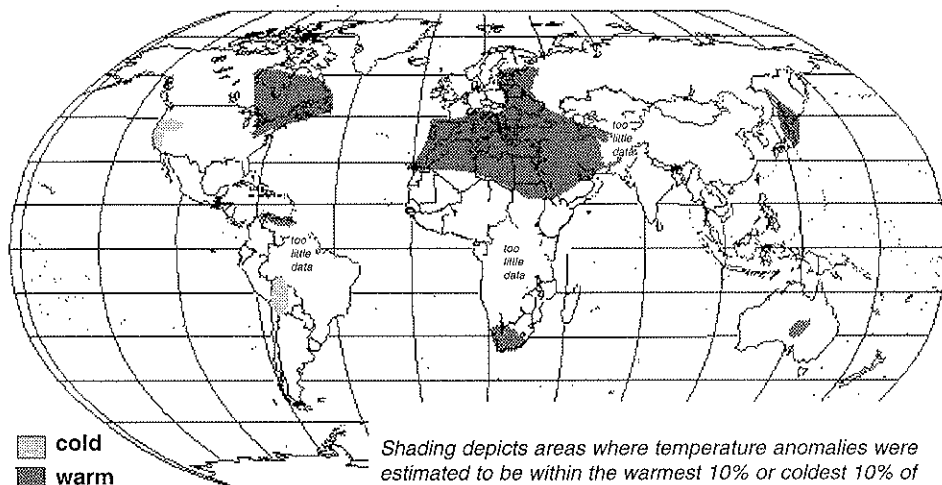 too
little
data
too
little
data
too
little
data
cold
warm
Shading depicts areas where temperature anomalies were
estimated to be within the warmest 10% or coldest 10% of